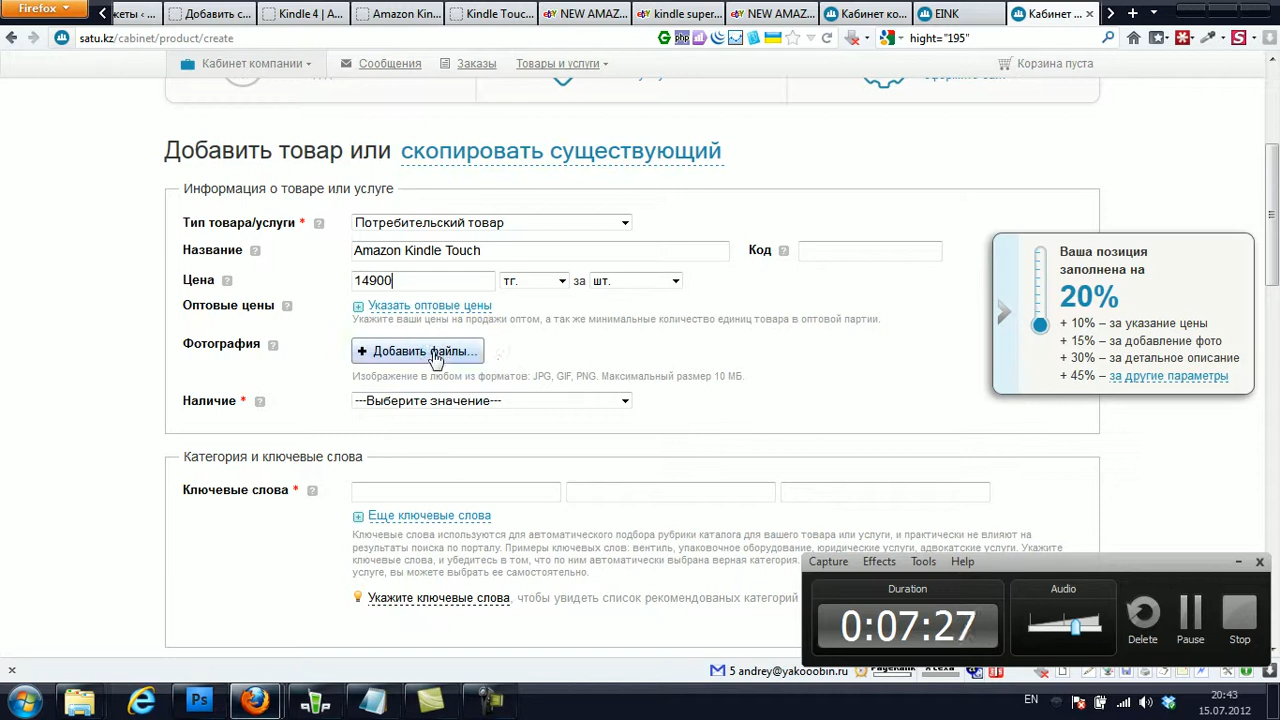 Firefox
кеты ‹ ...
Добавить с...
Kindle 4 | A...
Amazon Kin...
Kindle Touc...
NEW AMAZ...
kindle super...
NEW AMAZ...
Кабинет ко...
EINK
Кабинет ...
satu.kz/cabinet/product/create
hight="195"
Кабинет компании
Сообщения
Заказы
Товары и услуги
Корзина пуста
Добавить товар или скопировать существующий
Информация о товаре или услуге
Тип товара/услуги * ?
Потребительский товар
Название ?
Amazon Kindle Touch
Код ?
Цена ?
14900
тг.
за
шт.
Оптовые цены ?
Указать оптовые цены
Укажите ваши цены на продажи оптом, а так же минимальные количество единиц товара в оптовой партии.
Фотография ?
+ Добавить файлы...
Изображение в любом из форматов: JPG, GIF, PNG. Максимальный размер 10 МБ.
Наличие * ?
---Выберите значение---
Ваша позиция
заполнена на
20%
+ 10% – за указание цены
+ 15% – за добавление фото
+ 30% – за детальное описание
+ 45% – за другие параметры
Категория и ключевые слова
Ключевые слова * ?
Еще ключевые слова
Ключевые слова используются для автоматического подбора рубрики каталога для вашего товара или услуги, и практически не влияют на
результаты поиска по порталу. Примеры ключевых слов: вентиль, упаковочное оборудование, юридические услуги, адвокатские услуги. Укажите
ключевые слова, и убедитесь в том, что по ним автоматически выбрана верная категория.
услуге, вы можете выбрать ее самостоятельно.
Укажите ключевые слова, чтобы увидеть список рекомендованых категорий
Capture Effects Tools Help
Duration
0:07:27
Audio
Delete
Pause
Stop
5 andrey@yakooobin.ru
PageRank
EN
20:43
15.07.2012